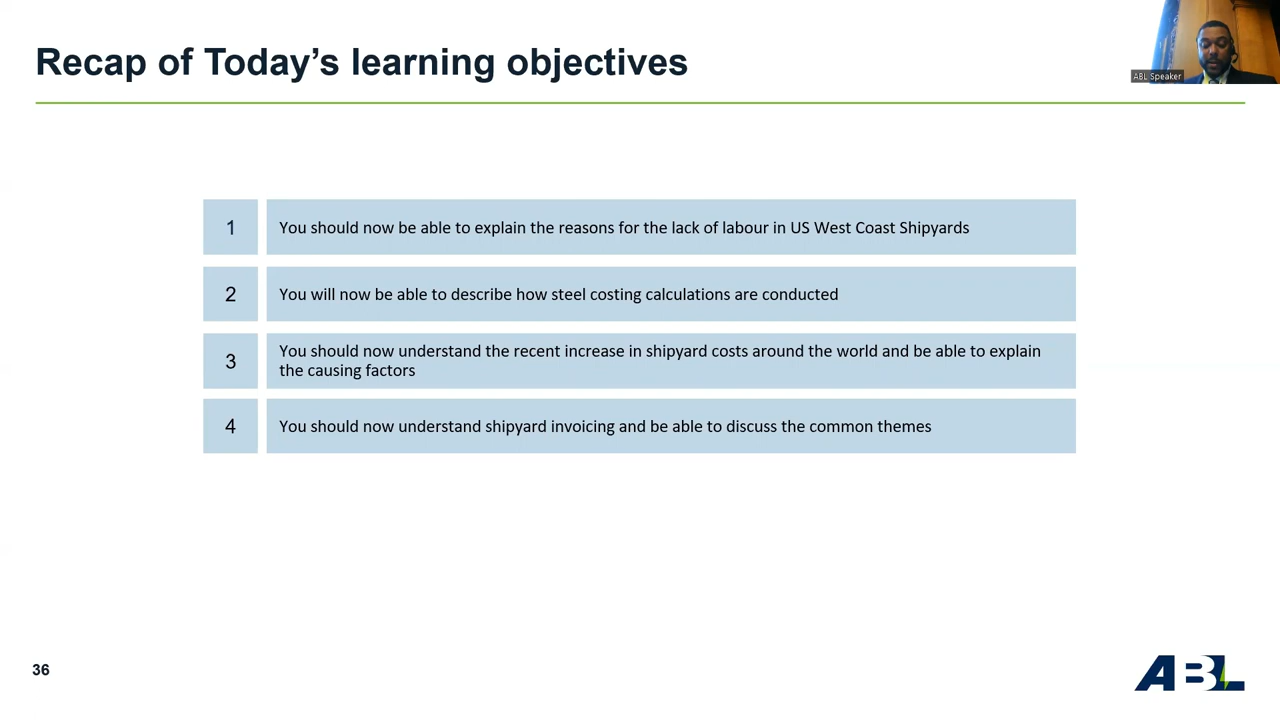 Recap of Today’s learning objectives
ABL Speaker
1
You should now be able to explain the reasons for the lack of labour in US West Coast Shipyards
2
You will now be able to describe how steel costing calculations are conducted
3
You should now understand the recent increase in shipyard costs around the world and be able to explain
the causing factors
4
You should now understand shipyard invoicing and be able to discuss the common themes
36
ABL